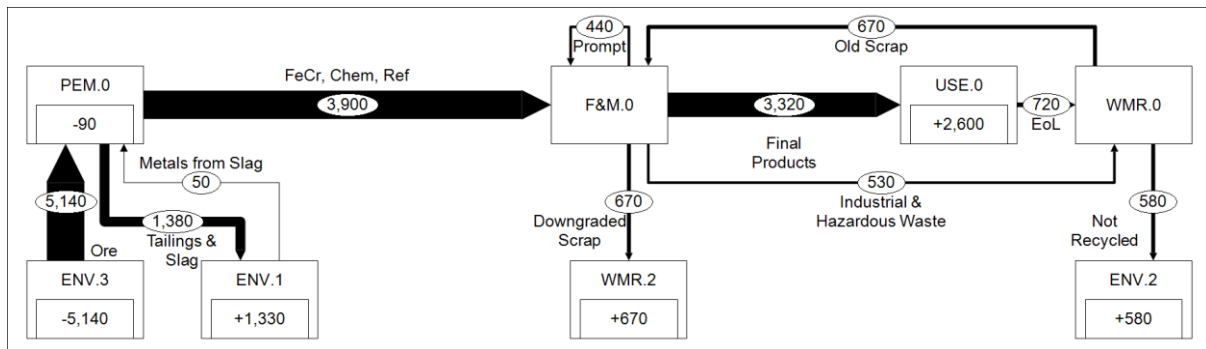 440
Prompt
670
Old Scrap
PEM.0
-90
FeCr, Chem, Ref
3,900
F&M.0
3,320
Final
Products
USE.0
+2,600
720
EoL
WMR.0
Metals from Slag
50
5,140
Ore
1,380
Tailings &
Slag
670
Downgraded
Scrap
530
Industrial &
Hazardous Waste
580
Not
Recycled
ENV.3
-5,140
ENV.1
+1,330
WMR.2
+670
ENV.2
+580